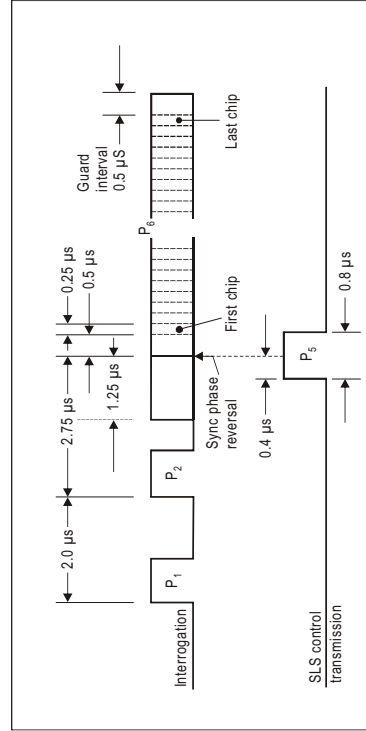 2.0 µs
2.75 µs
1.25 µs
0.25 µs
0.5 µs
Guard
interval
0.5 µS
P1
P2
P6
Interrogation
Sync phase
reversal
First chip
Last chip
0.4 µs
P5
0.8 µs
SLS control
transmission